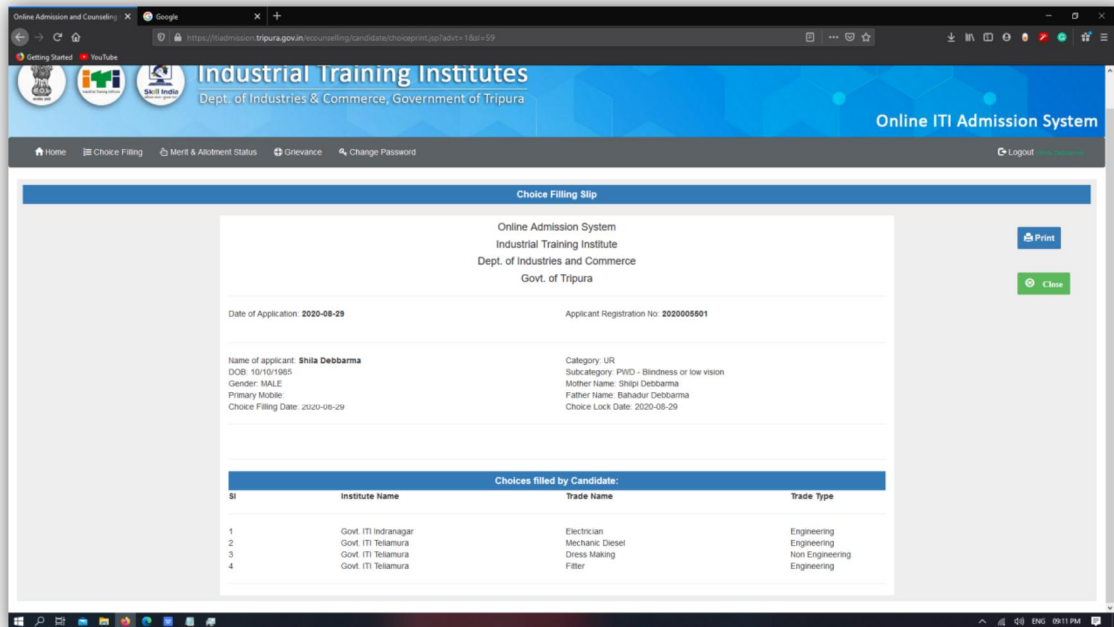 Online Admission and Counseling
Google
https://itiadmission.tripura.gov.in/ecounseling/candidate/choiceprint.jsp?advt=1&sl=59
Getting Started
YouTube
Industrial Training Institutes
Skill India
Dept. of Industries & Commerce, Government of Tripura
Online ITI Admission System
Home
Choice Filling
Merit & Allotment Status
Grievance
Change Password
Logout
Choice Filling Slip
Online Admission System
Print
Industrial Training Institute
Dept. of Industries and Commerce
Govt. of Tripura
Close
Date of Application: 2020-08-29
Applicant Registration No: 2020005501
Name of applicant: Shila Debbarma
Category: UR
DOB: 10/10/1985
Subcategory: PWD - Blindness or low vision
Gender: MALE
Mother Name: Shilpi Debbarma
Primary Mobile:
Father Name: Bahadur Debbarma
Choice Filling Date: 2020-08-29
Choice Lock Date: 2020-08-29
Choices filled by Candidate:
Sl Institute Name Trade Name Trade Type
1 Govt. ITI Indranagar Electrician Engineering
2 Govt. ITI Teliamura Mechanic Diesel Engineering
3 Govt. ITI Teliamura Dress Making Non Engineering
4 Govt. ITI Teliamura Fitter Engineering
ENG 09:11 PM